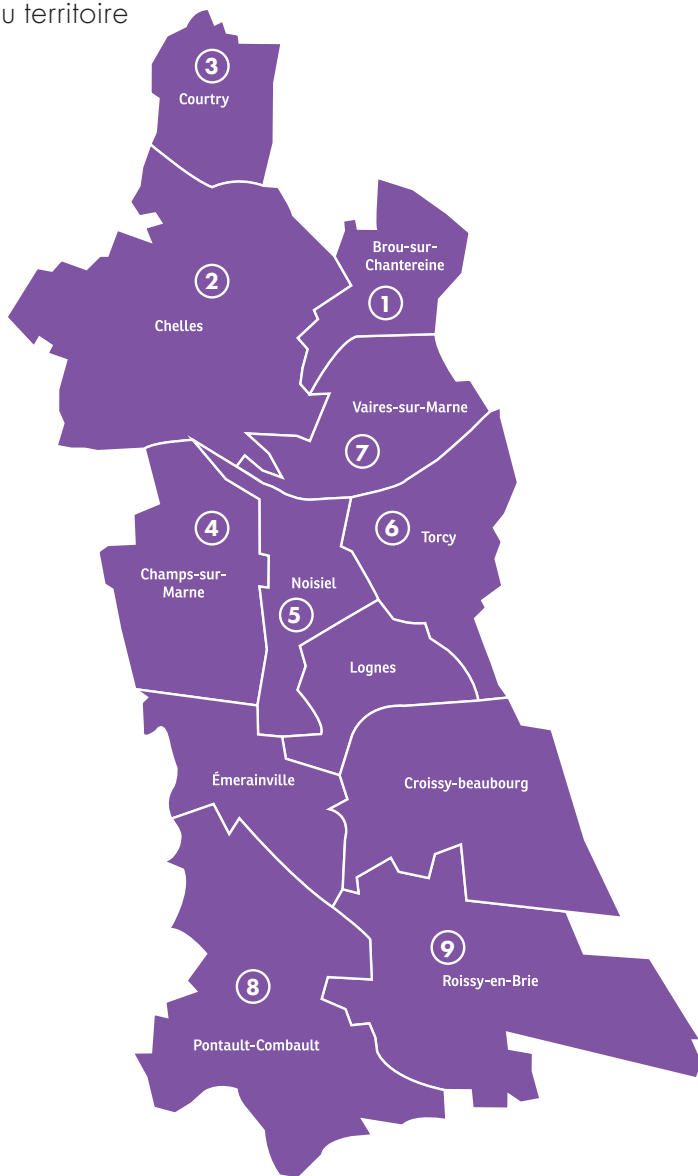 u territoire
3
Courtry
Brou-sur-
Chantereine
1
2
Chelles
Vaires-sur-Marne
7
4
Champs-sur-
Marne
6
Torcy
Noisiel
5
Lognes
Émerainville
Croissy-beaubourg
9
Roissy-en-Brie
8
Pontault-Combault